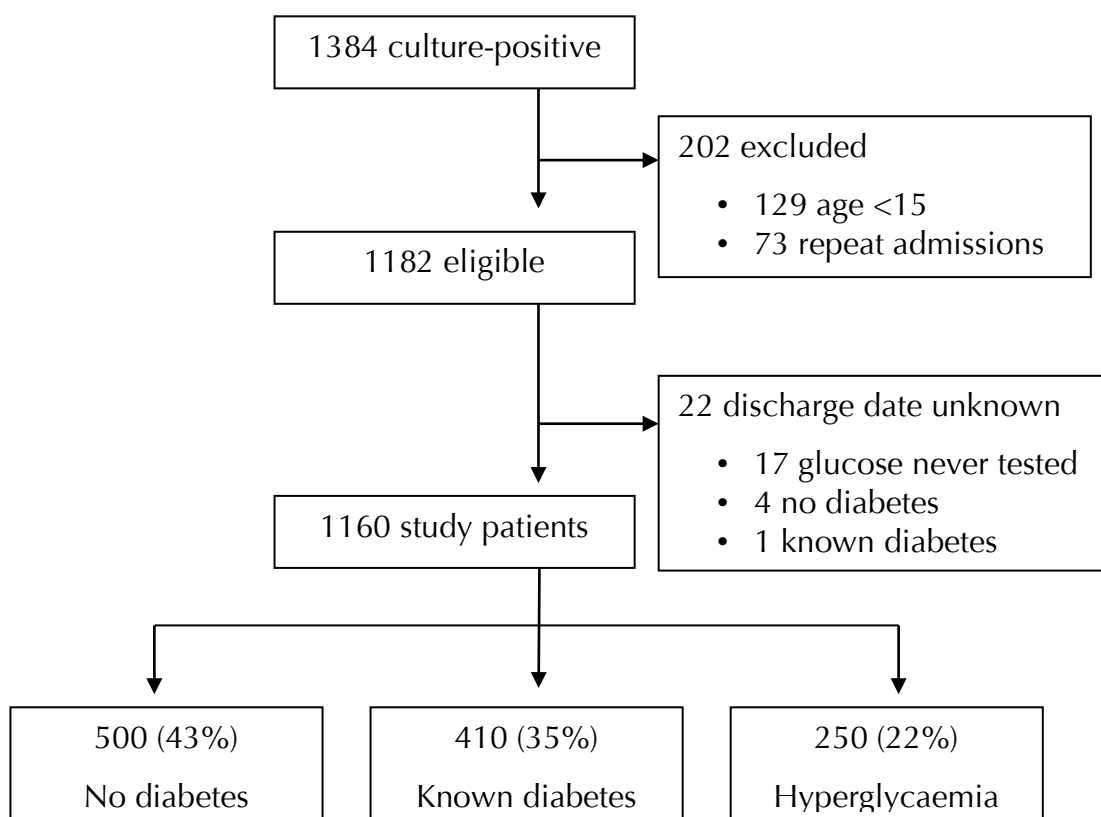 1384 culture-positive
202 excluded
• 129 age <15
• 73 repeat admissions
1182 eligible
22 discharge date unknown
• 17 glucose never tested
• 4 no diabetes
• 1 known diabetes
1160 study patients
500 (43%)
No diabetes
410 (35%)
Known diabetes
250 (22%)
Hyperglycaemia